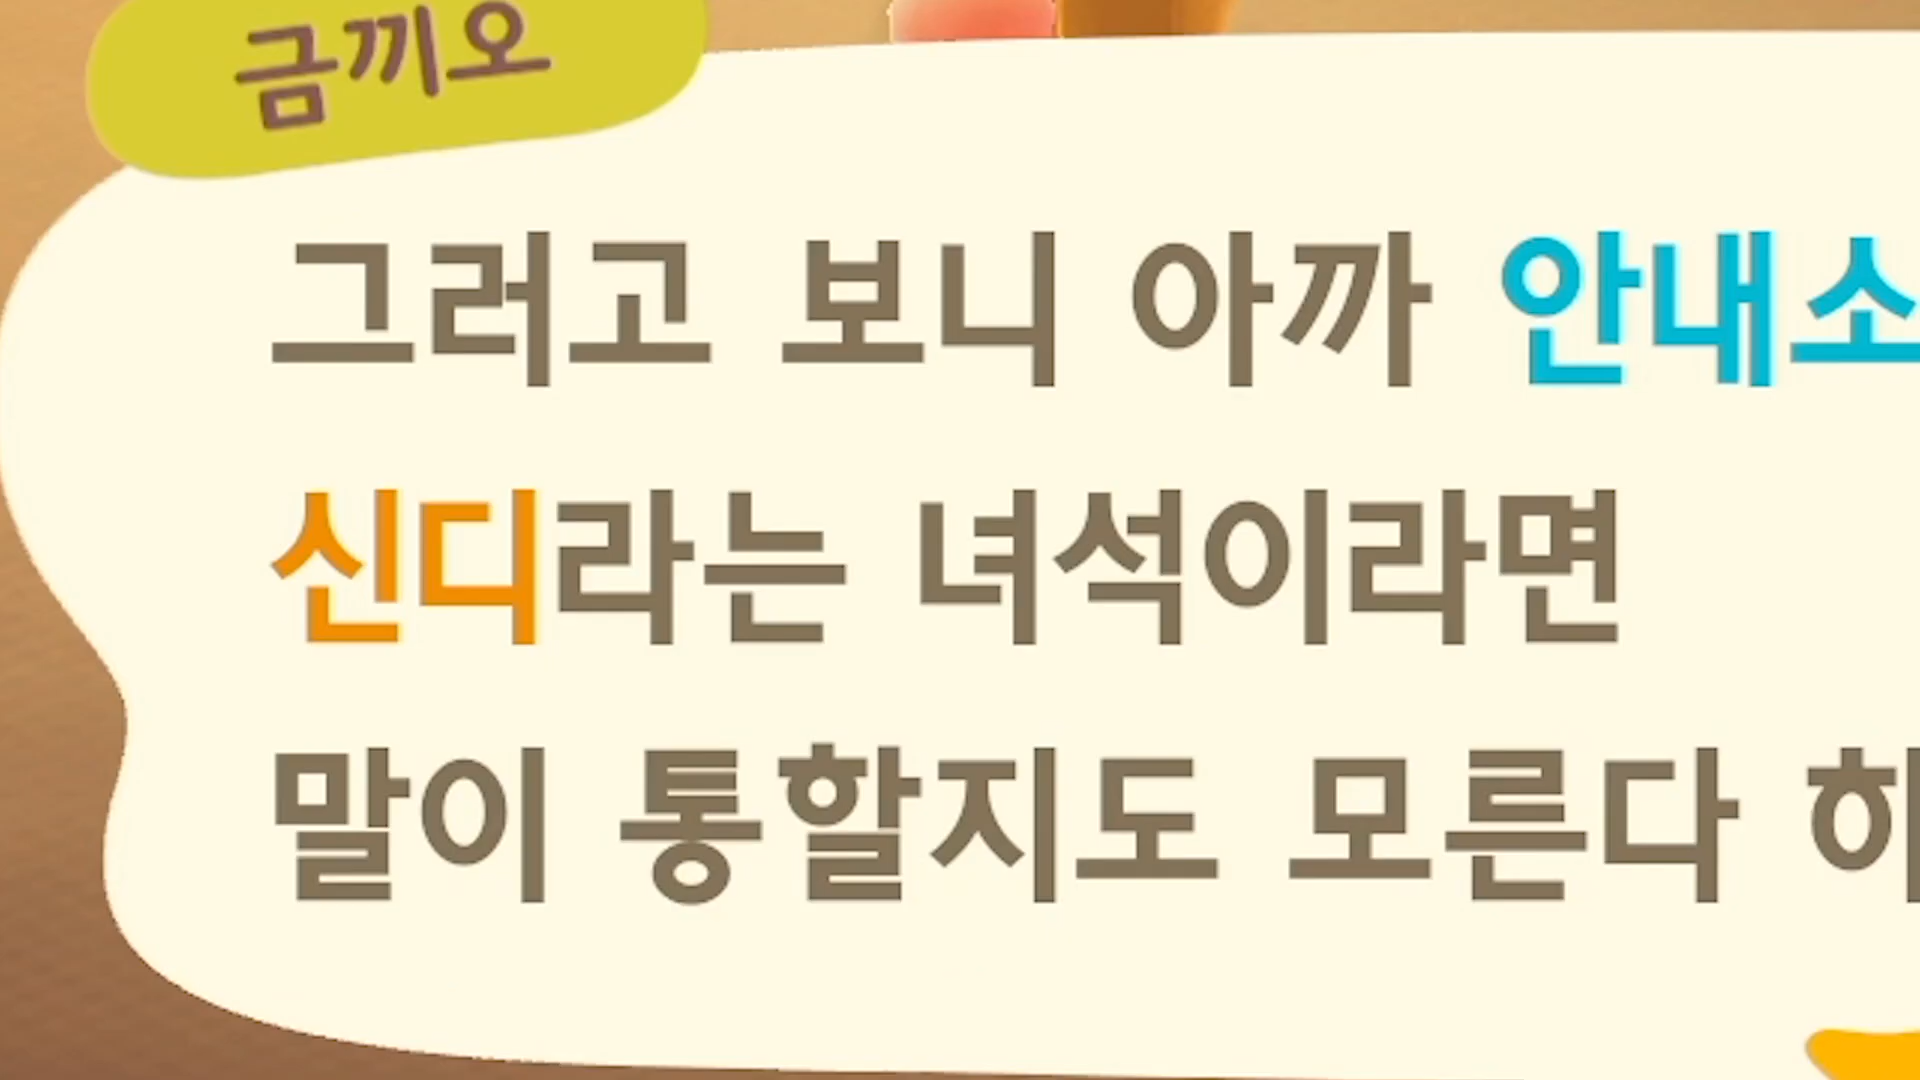 금끼오
그러고 보니 아까 안내소
신디라는 녀석이라면
말이 통할지도 모른다